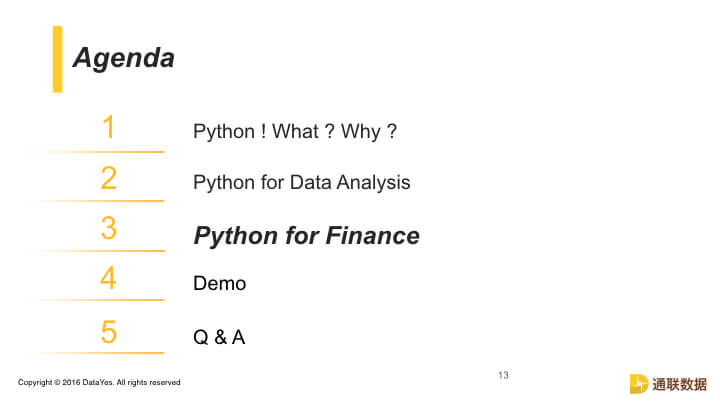 Agenda
1 Python ! What ? Why ?
2 Python for Data Analysis
3 Python for Finance
4 Demo
5 Q & A
13
Copyright © 2016 DataYes. All rights reserved
通联数据